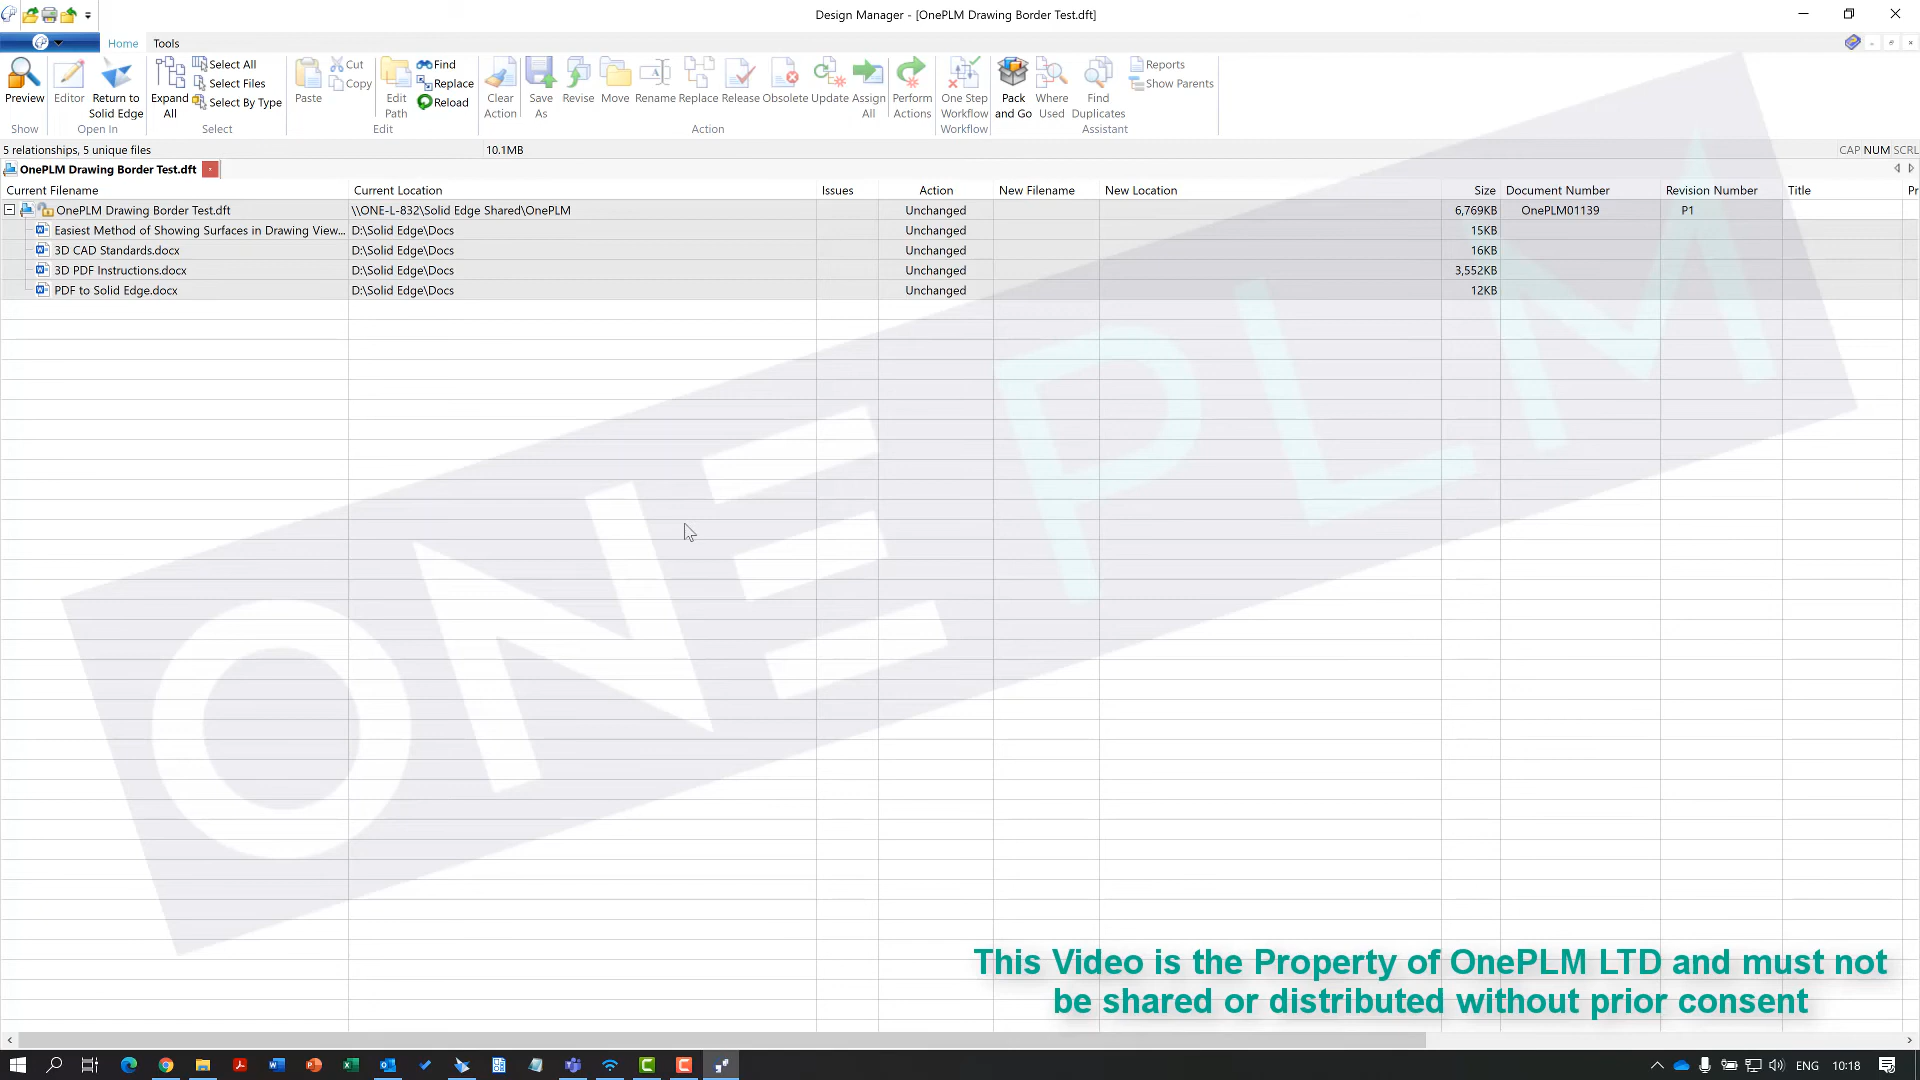 Design Manager - [OnePLM Drawing Border Test.dft]
Home Tools
Preview Editor Return to Solid Edge Expand All Select All Select Files Select By Type Paste Cut Copy Edit Path Find Replace Reload Clear Action Save As Revise Move Rename Replace Release Obsolete Update Assign All Perform Actions One Step Workflow Pack and Go Where Used Find Duplicates Reports Show Parents
Show Open In Select Edit Action Workflow Assistant
5 relationships, 5 unique files 10.1MB CAP NUM SCRL
OnePLM Drawing Border Test.dft
Current Filename Current Location Issues Action New Filename New Location Size Document Number Revision Number Title Pr
OnePLM Drawing Border Test.dft \\ONE-L-832\Solid Edge Shared\OnePLM Unchanged 6,769KB OnePLM01139 P1
Easiest Method of Showing Surfaces in Drawing View... D:\Solid Edge\Docs Unchanged 15KB
3D CAD Standards.docx D:\Solid Edge\Docs Unchanged 16KB
3D PDF Instructions.docx D:\Solid Edge\Docs Unchanged 3,552KB
PDF to Solid Edge.docx D:\Solid Edge\Docs Unchanged 12KB
ONE PLM
This Video is the Property of OnePLM LTD and must not
be shared or distributed without prior consent
ENG 10:18